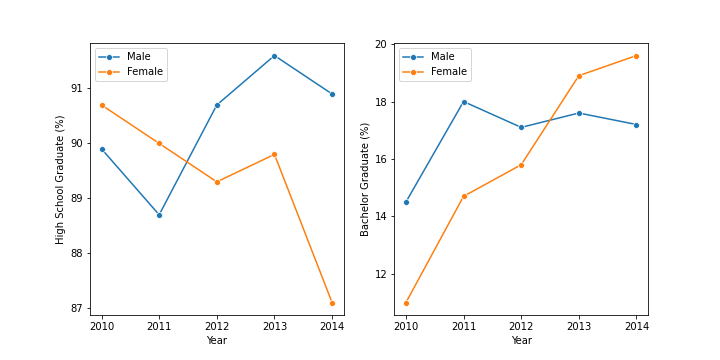 Male
Female
High School Graduate (%)
91
90
89
88
87
2010 2011 2012 2013 2014
Year
Male
Female
Bachelor Graduate (%)
20
18
16
14
12
2010 2011 2012 2013 2014
Year